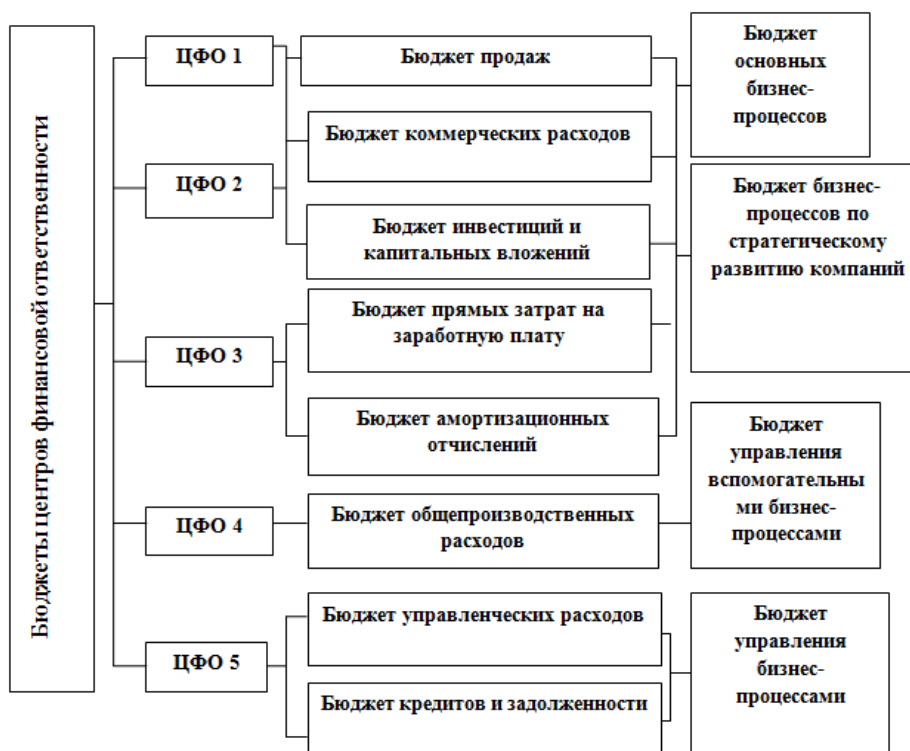 Бюджеты центров финансовой ответственности
ЦФО 1
ЦФО 2
ЦФО 3
ЦФО 4
ЦФО 5
Бюджет продаж
Бюджет коммерческих расходов
Бюджет инвестиций и
капитальных вложений
Бюджет прямых затрат на
заработную плату
Бюджет амортизационных
отчислений
Бюджет общепроизводственных
расходов
Бюджет управленческих расходов
Бюджет кредитов и задолженности
Бюджет
основных
бизнес-
процессов
Бюджет бизнес-
процессов по
стратегическому
развитию компаний
Бюджет
управления
вспомогательны
ми бизнес-
процессами
Бюджет
управления
бизнес-
процессами